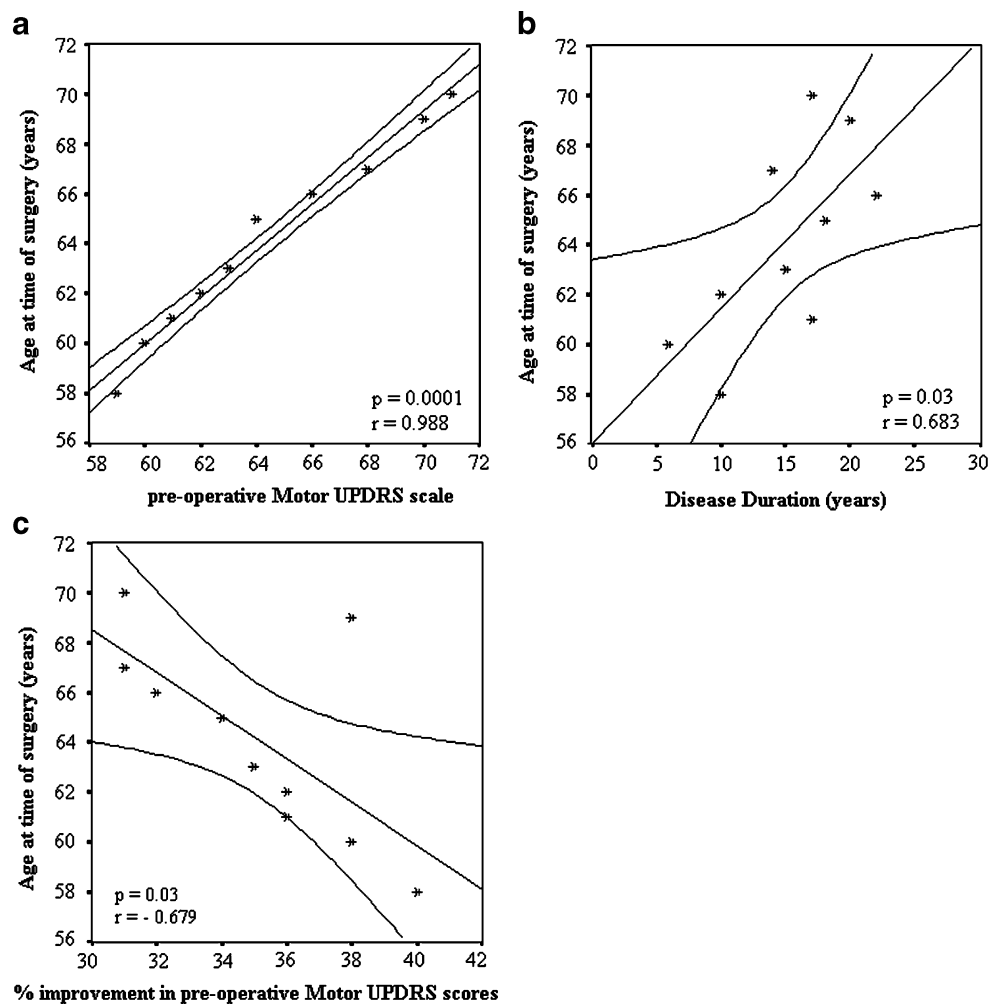 a
72
70
68
66
64
62
60
58
56
Age at time of surgery (years)
p = 0.0001
r = 0.988
58 60 62 64 66 68 70 72
pre-operative Motor UPDRS scale
b
72
70
68
66
64
62
60
58
56
Age at time of surgery (years)
p = 0.03
r = 0.683
0 5 10 15 20 25 30
Disease Duration (years)
c
72
70
68
66
64
62
60
58
56
Age at time of surgery (years)
p = 0.03
r = - 0.679
30 32 34 36 38 40 42
% improvement in pre-operative Motor UPDRS scores